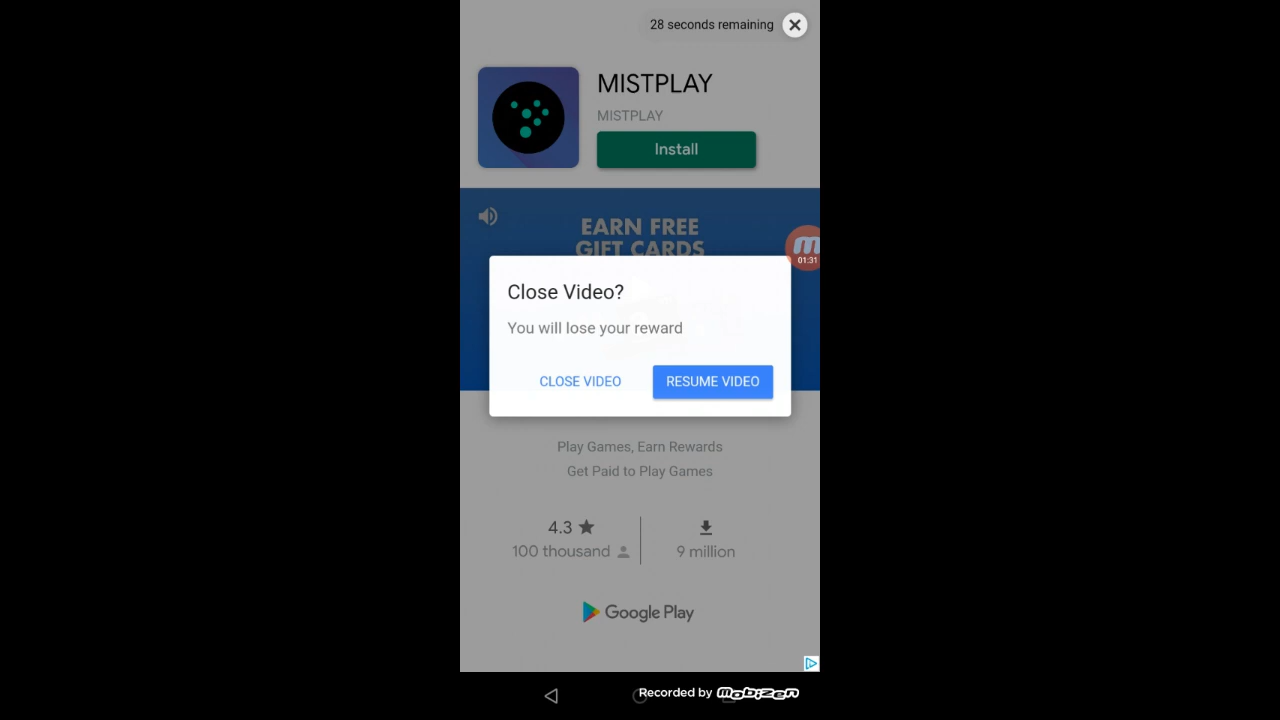 28 seconds remaining
MISTPLAY
MISTPLAY
Install
EARN FREE
GIFT CARDS
01:31
Close Video?
You will lose your reward
CLOSE VIDEO
RESUME VIDEO
Play Games, Earn Rewards
Get Paid to Play Games
4.3
100 thousand
9 million
Google Play
Recorded by Mobizen